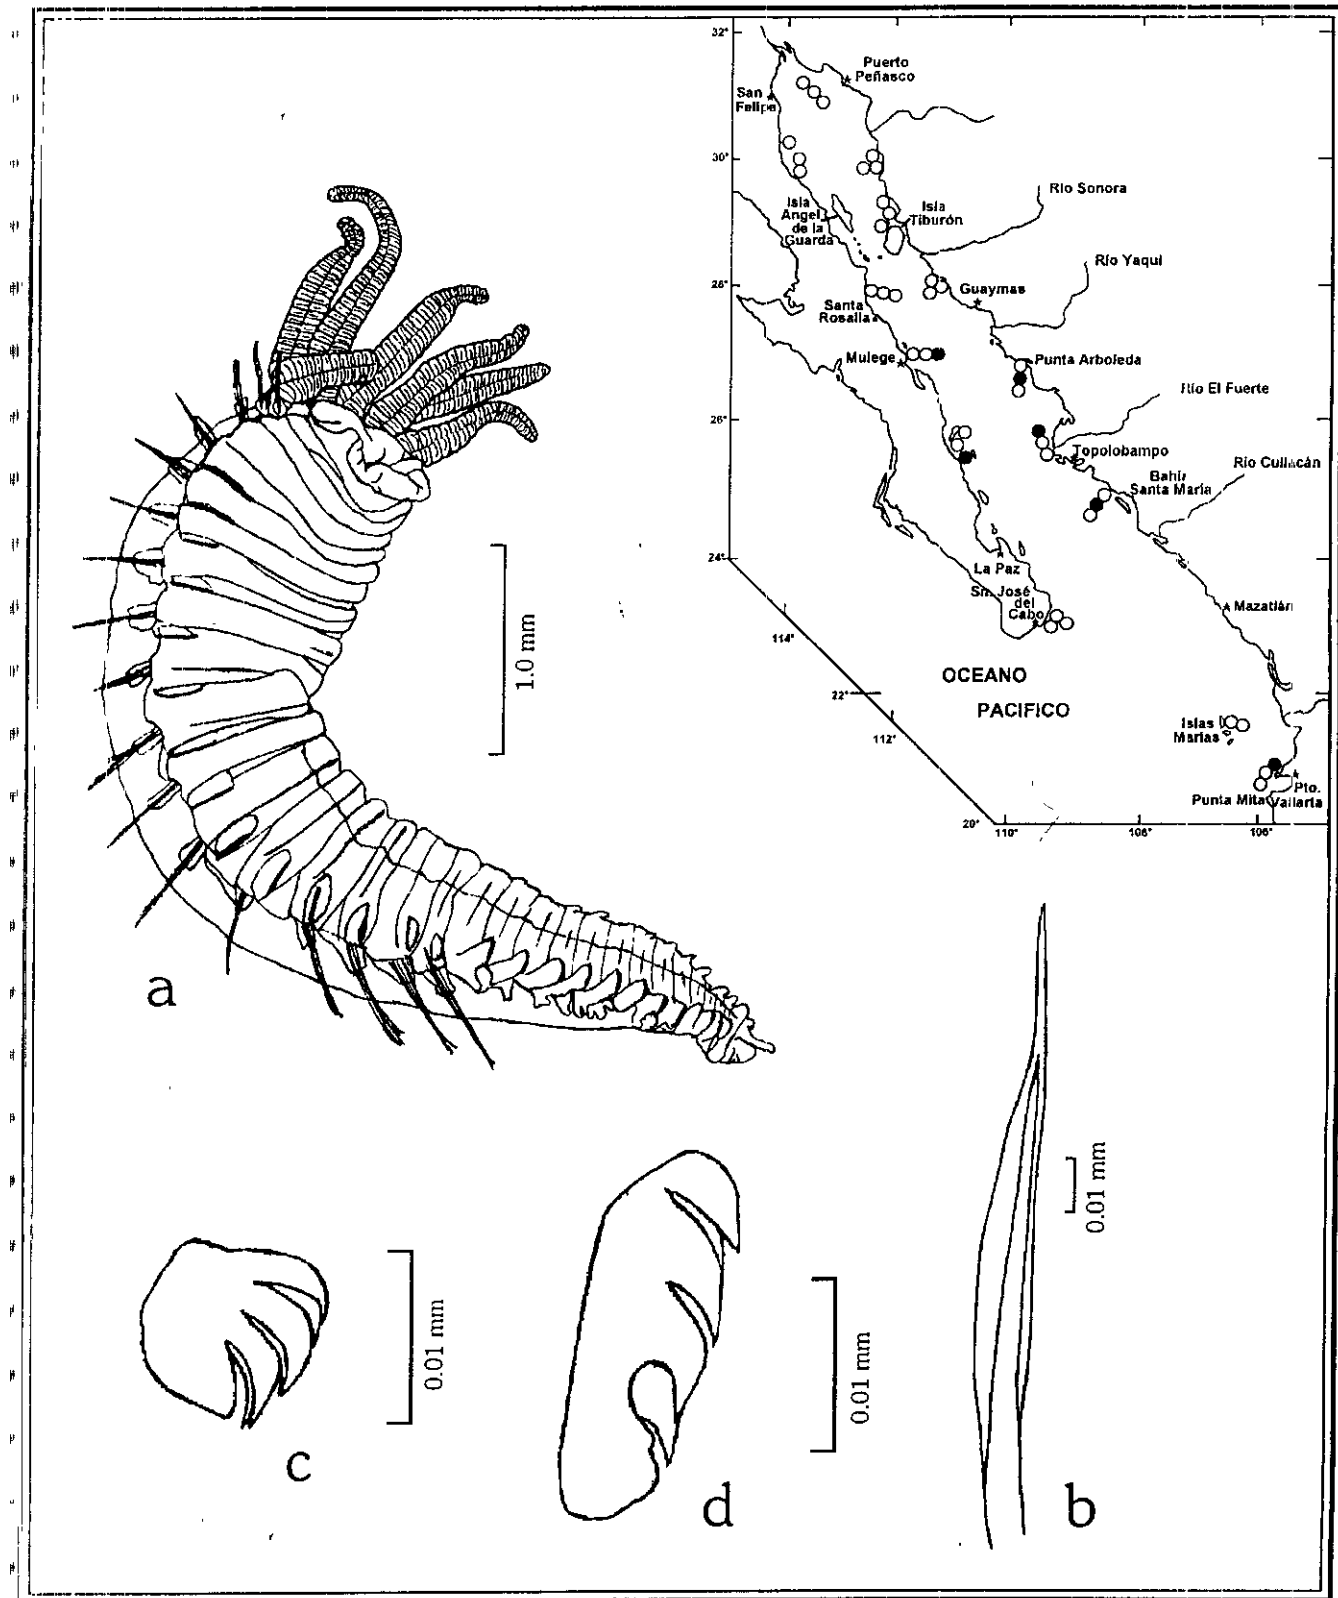 32°
Puerto
Peñasco
San
Felipe
30°
Río Sonora
Isla
Angel
de la
Guarda
Isla
Tiburón
Río Yaqui
28°
Guaymas
Santa
Rosalía
Mulege
Punta Arboleda
Río El Fuerte
26°
Topolobampo
Río Culiacán
Bahía
Santa María
24°
La Paz
Sn. José
del
Cabo
Mazatlán
114°
OCEANO
22°
PACIFICO
112°
Islas
Marías
Pto.
Punta Mita
Vallarta
20°
110°
108°
106°
1.0 mm
a
0.01 mm
b
0.01 mm
c
0.01 mm
d